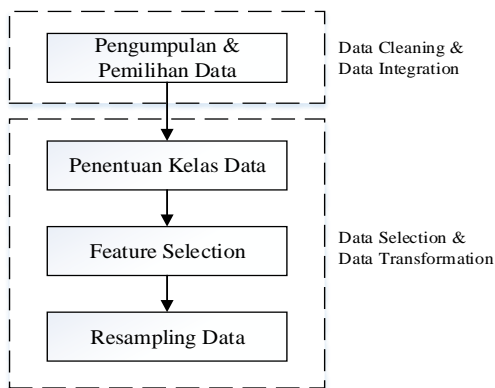 Pengumpulan &
Pemilihan Data
Data Cleaning &
Data Integration
Penentuan Kelas Data
Feature Selection
Data Selection &
Data Transformation
Resampling Data